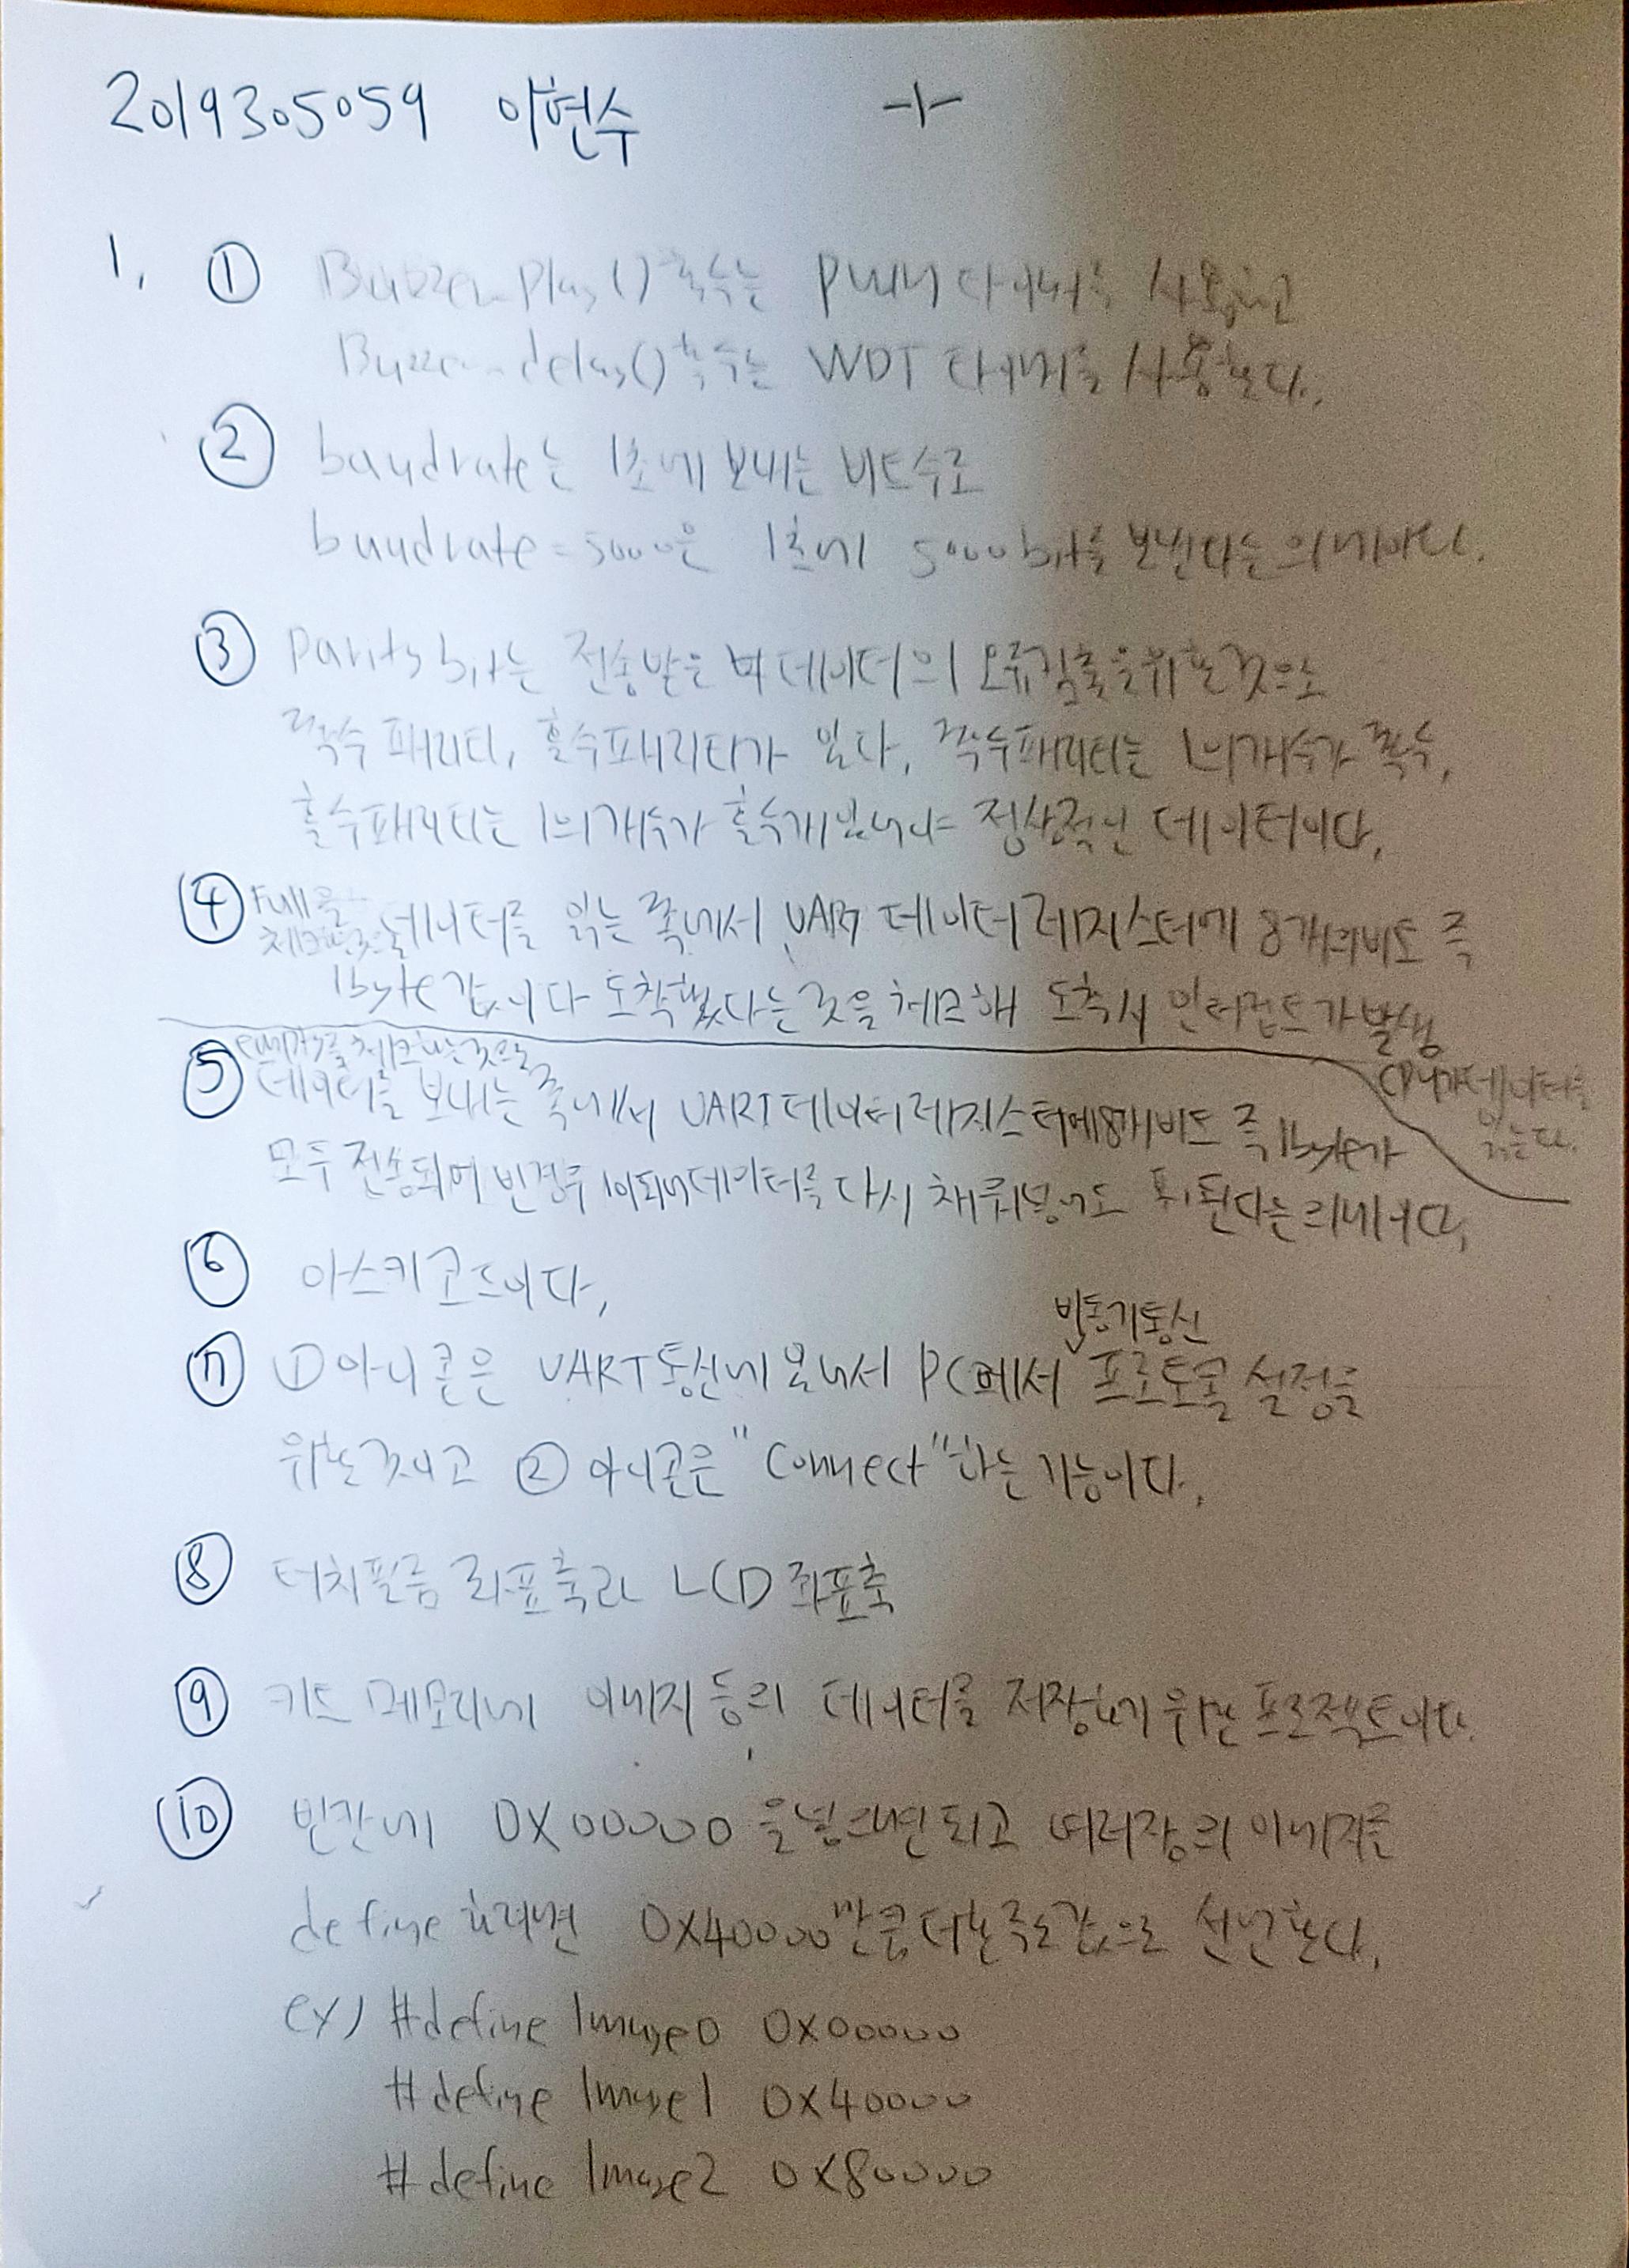 2019305059 이현수 -1-
1. ① Buzzer_Play() 함수는 PWM 타이머를 사용하고
Buzzer_delay() 함수는 WDT 타이머를 사용한다.
② baudrate는 1초에 보내는 비트수로
baudrate = 5000은 1초에 5000bit를 보낸다는 의미이다.
③ Parity bit는 전송받은 데이터의 오류검출을 위한 것으로
짝수 패리티, 홀수패리티가 있다. 짝수패리티는 1의개수가 짝수,
홀수패리티는 1의개수가 홀수개있어야 정상적인 데이터이다.
④ Full을
체크하는것은 데이터를 읽는 쪽에서 UART 데이터 레지스터에 8개의비트 즉
1byte값이 다 도착했다는 것을 체크해 도착시 인터럽트가 발생
CPU가 데이터를
읽는다.
⑤ empty를 체크하는것으로
데이터를 보내는 쪽에서 UART데이터레지스터에8개비트 즉 1byte가
모두 전송되어 빈경우 데이터를 다시 채워넣어도 된다는 의미이다.
⑥ 아스키코드이다.
⑦ ①아이콘은 UART통신에 있어서 PC에서 비동기통신 프로토콜 설정을
위한것이고 ② 아이콘은 "Connect"하는 기능이다.
⑧ 터치필름 좌표축과 LCD 좌표축
⑨ 키트 메모리에 이미지 등의 데이터를 저장하기 위한 프로젝트이다.
⑩ 빈칸에 0X00000 을넣으면되고 여러장의 이미지를
define 하려면 0X40000만큼 더한 주소값으로 선언한다.
ex) #define Image0 0X00000
#define Image1 0X40000
#define Image2 0X80000